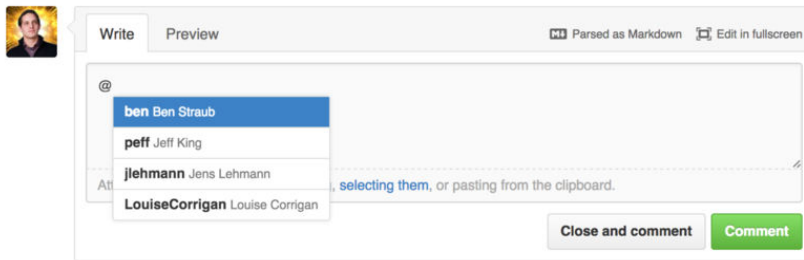 Write Preview Parsed as Markdown Edit in fullscreen
@
ben Ben Straub
peff Jeff King
jlehmann Jens Lehmann
At , selecting them, or pasting from the clipboard.
LouiseCorrigan Louise Corrigan
Close and comment Comment